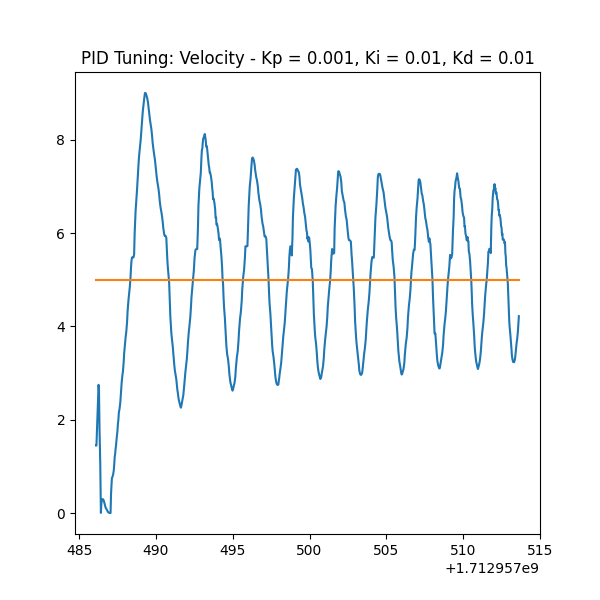 PID Tuning: Velocity - Kp = 0.001, Ki = 0.01, Kd = 0.01
8
6
4
2
0
485 490 495 500 505 510 515
+1.712957e9